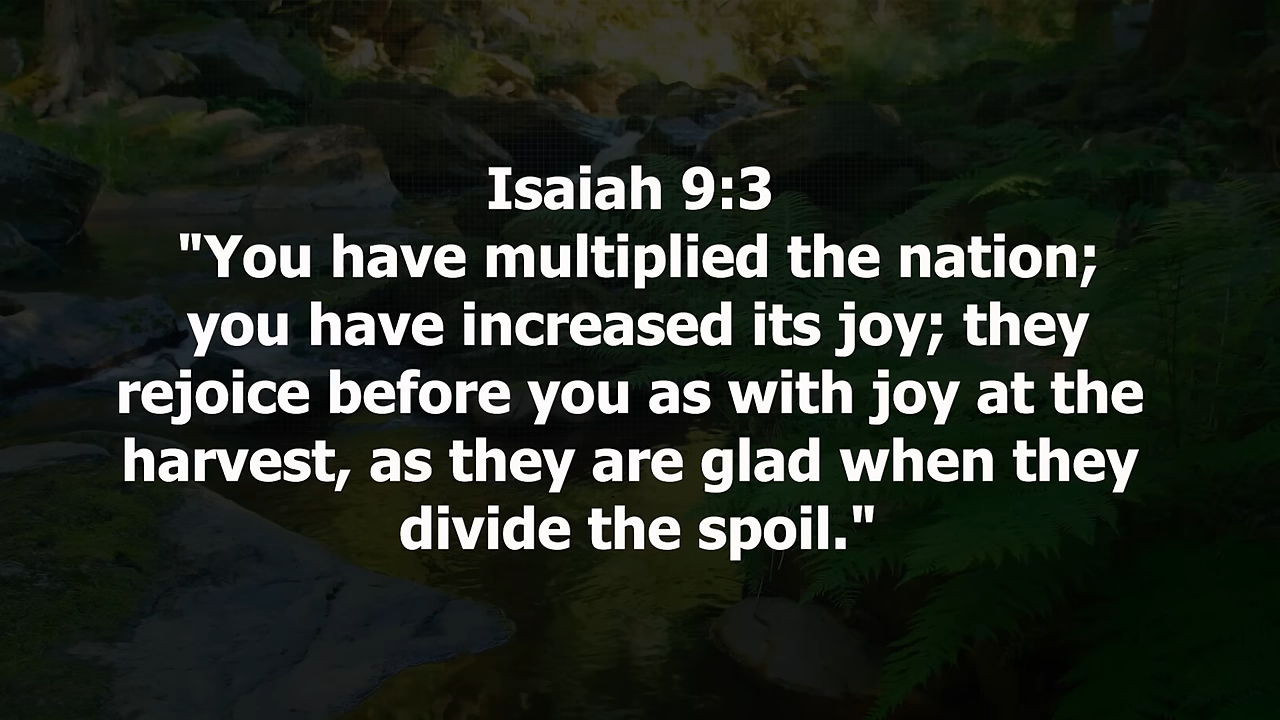 Isaiah 9:3
"You have multiplied the nation;
you have increased its joy; they
rejoice before you as with joy at the
harvest, as they are glad when they
divide the spoil."